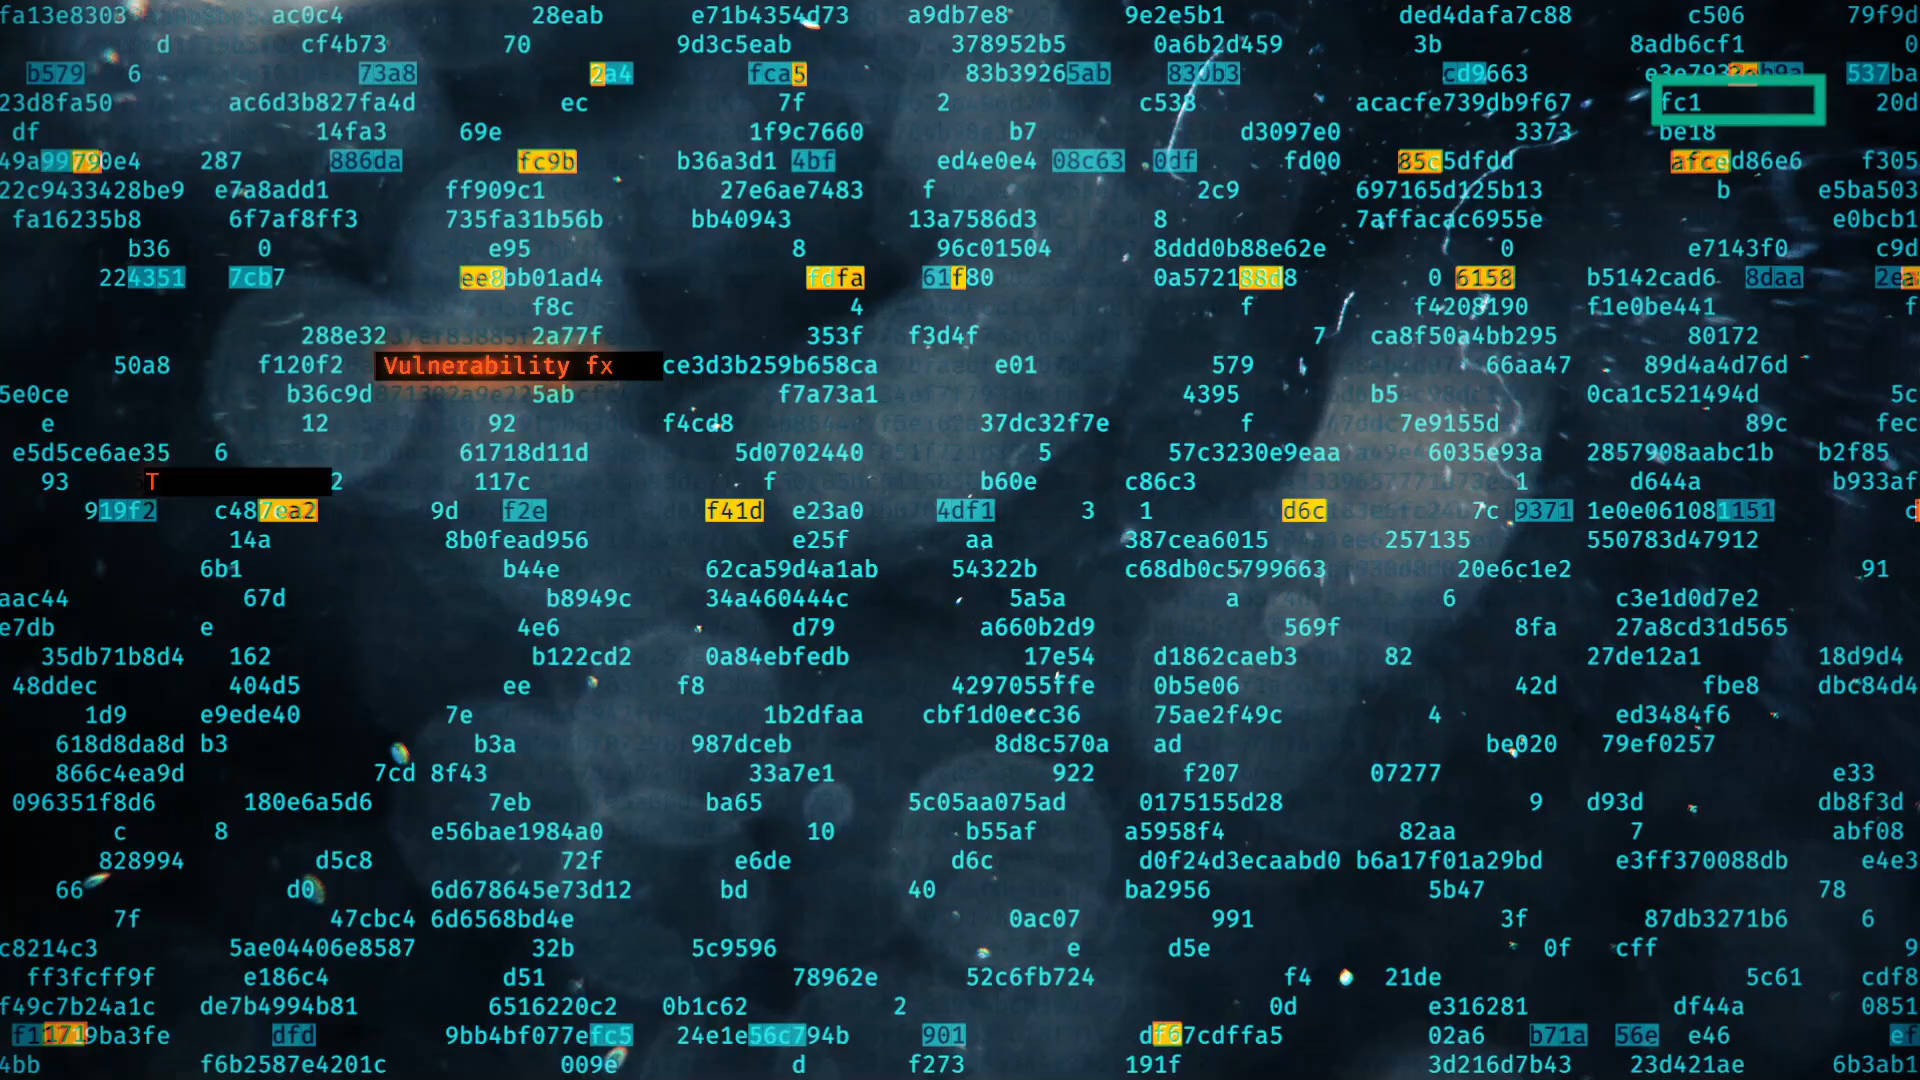 fa13e8303 ac0c4 28eab e71b4354d73 a9db7e8 9e2e5b1 ded4dafa7c88 c506 79f9d
d cf4b73 70 9d3c5eab 378952b5 0a6b2d459 3b 8adb6cf1 0
b579 6 73a8 2a4 fca5 83b39265ab 830b3 cd9663 537ba
23d8fa50 ac6d3b827fa4d ec 7f 2 c538 acacfe739db9f67 fc1 20d
df 14fa3 69e 1f9c7660 b7 d3097e0 3373 be18
49a99790e4 287 886da fc9b b36a3d1 4bf ed4e0e4 08c63 0df fd00 85c5dfdd afced86e6 f305
22c9433428be9 e7a8add1 ff909c1 27e6ae7483 f 2c9 697165d125b13 b e5ba503
fa16235b8 6f7af8ff3 735fa31b56b bb40943 13a7586d3 8 7affacac6955e e0bcb1
b36 0 e95 8 96c01504 8ddd0b88e62e 0 e7143f0 c9d
224351 7cb7 ee8bb01ad4 fdfa 61f80 0a572188d8 0 6158 b5142cad6 8daa 2ea
f8c 4 f f4208190 f1e0be441 f
288e32 2a77f 353f f3d4f 7 ca8f50a4bb295 80172
50a8 f120f2 Vulnerability fx ce3d3b259b658ca e01 579 66aa47 89d4a4d76d
5e0ce b36c9d 5ab f7a73a1 4395 b5 0ca1c521494d 5c
e 12 92 f4cd8 37dc32f7e f 7e9155d 89c fec
e5d5ce6ae35 6 61718d11d 5d0702440 5 57c3230e9eaa 6035e93a 2857908aabc1b b2f85
93 T 2 117c f b60e c86c3 1 d644a b933af
919f2 c487ea2 9d f2e f41d e23a0 4df1 3 1 d6c 7c 9371 1e0e061081151 c
14a 8b0fead956 e25f aa 387cea6015 257135 550783d47912
6b1 b44e 62ca59d4a1ab 54322b c68db0c5799663 20e6c1e2 91
aac44 67d b8949c 34a460444c 5a5a a 6 c3e1d0d7e2
e7db e 4e6 d79 a660b2d9 569f 8fa 27a8cd31d565
35db71b8d4 162 b122cd2 0a84ebfedb 17e54 d1862caeb3 82 27de12a1 18d9d4
48ddec 404d5 ee f8 4297055ffe 0b5e06 42d fbe8 dbc84d4
1d9 e9ede40 7e 1b2dfaa cbf1d0ecc36 75ae2f49c 4 ed3484f6
618d8da8d b3 b3a 987dceb 8d8c570a ad be020 79ef0257
866c4ea9d 7cd 8f43 33a7e1 922 f207 07277 e33
096351f8d6 180e6a5d6 7eb ba65 5c05aa075ad 0175155d28 9 d93d db8f3d
c 8 e56bae1984a0 10 b55af a5958f4 82aa 7 abf08
828994 d5c8 72f e6de d6c d0f24d3ecaabd0 b6a17f01a29bd e3ff370088db e4e3
66 d0 6d678645e73d12 bd 40 ba2956 5b47 78
7f 47cbc4 6d6568bd4e 0ac07 991 3f 87db3271b6 6
c8214c3 5ae04406e8587 32b 5c9596 e d5e 0f cff 9
ff3fcff9f e186c4 d51 78962e 52c6fb724 f4 21de 5c61 cdf8
f49c7b24a1c de7b4994b81 6516220c2 0b1c62 2 0d e316281 df44a 0851
f11719ba3fe dfd 9bb4bf077efc5 24e1e56c794b 901 df67cdffa5 02a6 b71a 56e e46 ef
4bb f6b2587e4201c 009e d f273 191f 3d216d7b43 23d421ae 6b3ab1